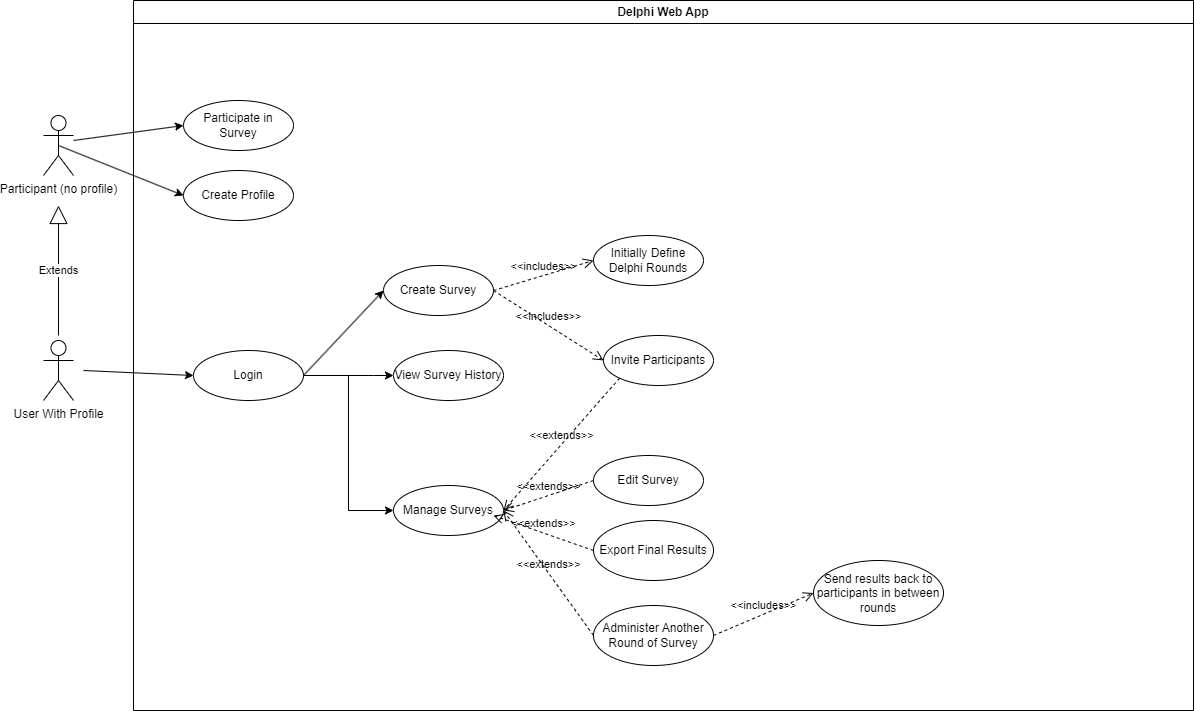 Delphi Web App
Participate in
Survey
Participant (no profile)
Create Profile
Extends
Initially Define
Delphi Rounds
<<includes>>
Create Survey
<<includes>>
Invite Participants
Login
View Survey History
User With Profile
<<extends>>
Edit Survey
<<extends>>
Manage Surveys
<<extends>>
Export Final Results
<<extends>>
Send results back to
participants in between
rounds
<<includes>>
Administer Another
Round of Survey